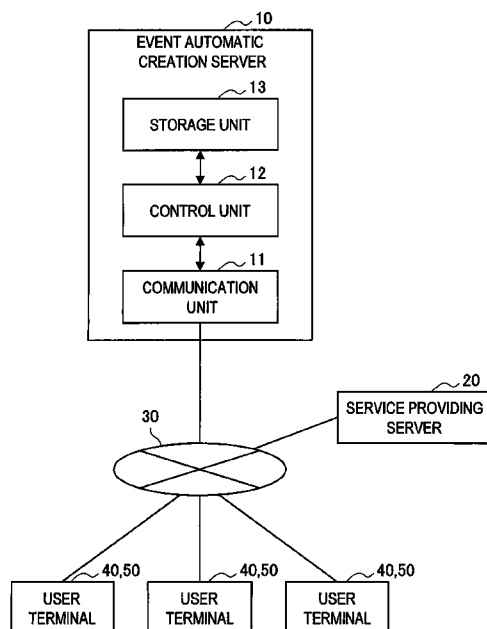 10
EVENT AUTOMATIC
CREATION SERVER
13
STORAGE UNIT
12
CONTROL UNIT
11
COMMUNICATION
UNIT
20
SERVICE PROVIDING
SERVER
30
40,50
USER
TERMINAL
40,50
USER
TERMINAL
40,50
USER
TERMINAL